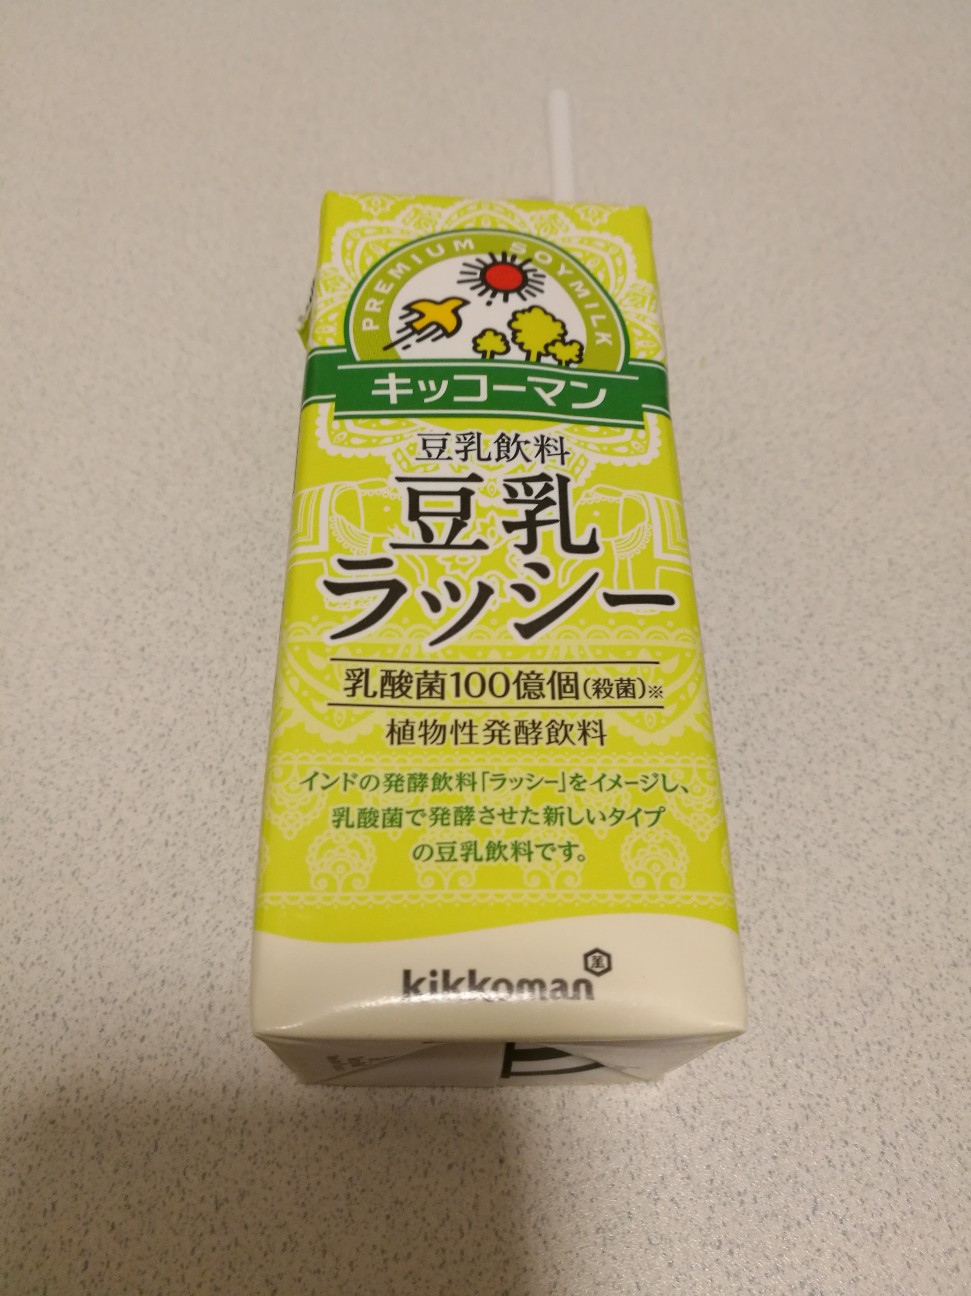 PREMIUM SOYMILK
キッコーマン
豆乳飲料
豆乳
ラッシー
乳酸菌100億個(殺菌)※
植物性発酵飲料
インドの発酵飲料「ラッシー」をイメージし、
乳酸菌で発酵させた新しいタイプ
の豆乳飲料です。
萬
kikkoman